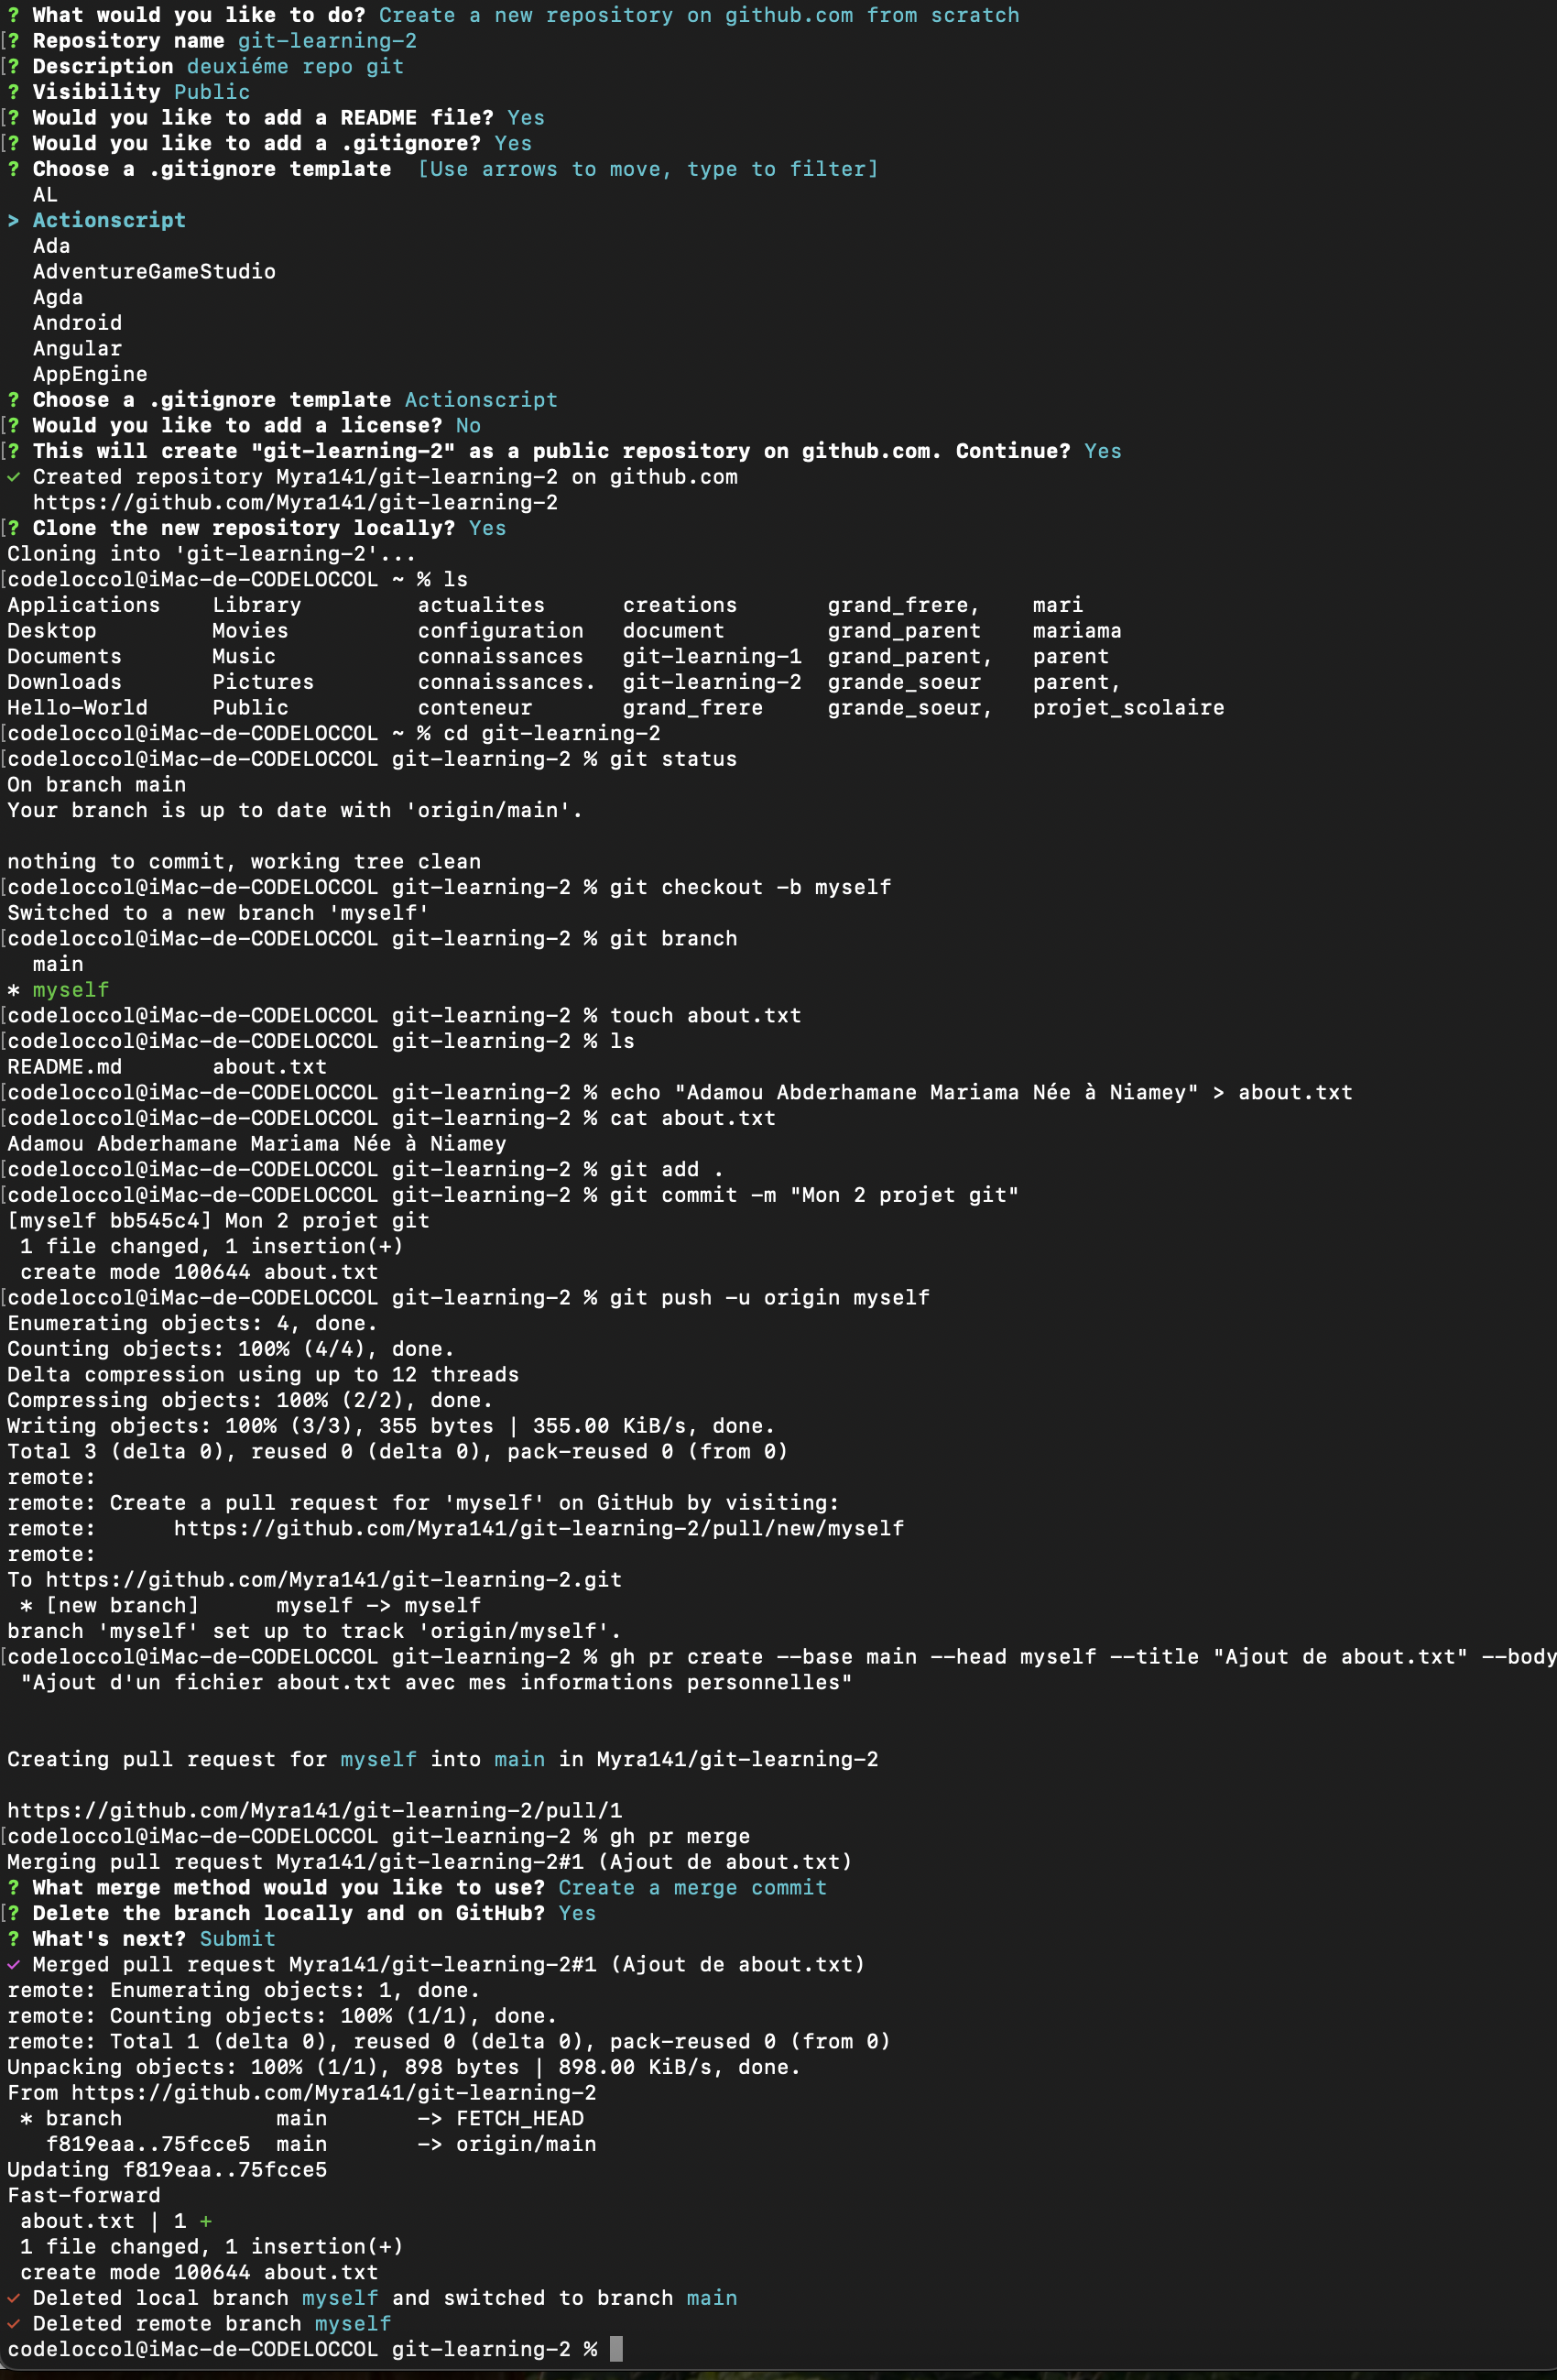 ? What would you like to do? Create a new repository on github.com from scratch
[? Repository name git-learning-2
[? Description deuxiéme repo git
? Visibility Public
[? Would you like to add a README file? Yes
[? Would you like to add a .gitignore? Yes
? Choose a .gitignore template  [Use arrows to move, type to filter]
  AL
> Actionscript
  Ada
  AdventureGameStudio
  Agda
  Android
  Angular
  AppEngine
? Choose a .gitignore template Actionscript
[? Would you like to add a license? No
[? This will create "git-learning-2" as a public repository on github.com. Continue? Yes
✓ Created repository Myra141/git-learning-2 on github.com
  https://github.com/Myra141/git-learning-2
[? Clone the new repository locally? Yes
Cloning into 'git-learning-2'...
[codeloccol@iMac-de-CODELOCCOL ~ % ls
Applications    Library         actualites      creations       grand_frere,    mari
Desktop         Movies          configuration   document        grand_parent    mariama
Documents       Music           connaissances   git-learning-1  grand_parent,   parent
Downloads       Pictures        connaissances.  git-learning-2  grande_soeur    parent,
Hello-World     Public          conteneur       grand_frere     grande_soeur,   projet_scolaire
[codeloccol@iMac-de-CODELOCCOL ~ % cd git-learning-2
[codeloccol@iMac-de-CODELOCCOL git-learning-2 % git status
On branch main
Your branch is up to date with 'origin/main'.

nothing to commit, working tree clean
[codeloccol@iMac-de-CODELOCCOL git-learning-2 % git checkout -b myself
Switched to a new branch 'myself'
[codeloccol@iMac-de-CODELOCCOL git-learning-2 % git branch
  main
* myself
[codeloccol@iMac-de-CODELOCCOL git-learning-2 % touch about.txt
[codeloccol@iMac-de-CODELOCCOL git-learning-2 % ls
README.md       about.txt
[codeloccol@iMac-de-CODELOCCOL git-learning-2 % echo "Adamou Abderhamane Mariama Née à Niamey" > about.txt
[codeloccol@iMac-de-CODELOCCOL git-learning-2 % cat about.txt
Adamou Abderhamane Mariama Née à Niamey
[codeloccol@iMac-de-CODELOCCOL git-learning-2 % git add .
[codeloccol@iMac-de-CODELOCCOL git-learning-2 % git commit -m "Mon 2 projet git"
[myself bb545c4] Mon 2 projet git
 1 file changed, 1 insertion(+)
 create mode 100644 about.txt
[codeloccol@iMac-de-CODELOCCOL git-learning-2 % git push -u origin myself
Enumerating objects: 4, done.
Counting objects: 100% (4/4), done.
Delta compression using up to 12 threads
Compressing objects: 100% (2/2), done.
Writing objects: 100% (3/3), 355 bytes | 355.00 KiB/s, done.
Total 3 (delta 0), reused 0 (delta 0), pack-reused 0 (from 0)
remote:
remote: Create a pull request for 'myself' on GitHub by visiting:
remote:      https://github.com/Myra141/git-learning-2/pull/new/myself
remote:
To https://github.com/Myra141/git-learning-2.git
 * [new branch]      myself -> myself
branch 'myself' set up to track 'origin/myself'.
[codeloccol@iMac-de-CODELOCCOL git-learning-2 % gh pr create --base main --head myself --title "Ajout de about.txt" --body
 "Ajout d'un fichier about.txt avec mes informations personnelles"

Creating pull request for myself into main in Myra141/git-learning-2

https://github.com/Myra141/git-learning-2/pull/1
[codeloccol@iMac-de-CODELOCCOL git-learning-2 % gh pr merge
Merging pull request Myra141/git-learning-2#1 (Ajout de about.txt)
? What merge method would you like to use? Create a merge commit
[? Delete the branch locally and on GitHub? Yes
? What's next? Submit
✓ Merged pull request Myra141/git-learning-2#1 (Ajout de about.txt)
remote: Enumerating objects: 1, done.
remote: Counting objects: 100% (1/1), done.
remote: Total 1 (delta 0), reused 0 (delta 0), pack-reused 0 (from 0)
Unpacking objects: 100% (1/1), 898 bytes | 898.00 KiB/s, done.
From https://github.com/Myra141/git-learning-2
 * branch            main       -> FETCH_HEAD
   f819eaa..75fcce5  main       -> origin/main
Updating f819eaa..75fcce5
Fast-forward
 about.txt | 1 +
 1 file changed, 1 insertion(+)
 create mode 100644 about.txt
✓ Deleted local branch myself and switched to branch main
✓ Deleted remote branch myself
codeloccol@iMac-de-CODELOCCOL git-learning-2 %